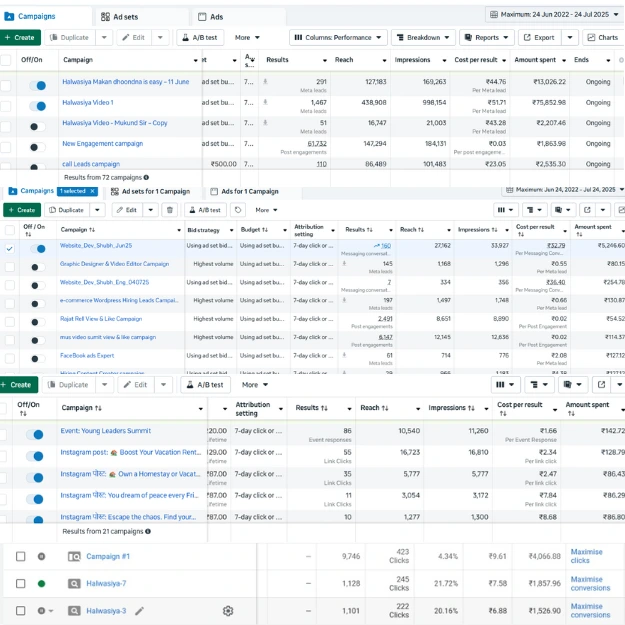 Campaigns
Ad sets
Ads
Maximum: 24 Jun 2022 - 24 Jul 2025
+ Create
Duplicate
Edit
A/B test
More
Columns: Performance
Breakdown
Reports
Export
Charts
Off/On Campaign Results Reach Impressions Cost per result Amount spent Ends
Halwasiya Makan dhoondna is easy - 11 June ad set bu... 7... 291 127,183 169,263 ₹44.76 ₹13,026.22 Ongoing
Meta leads Per Meta lead
Halwasiya Video 1 ad set bu... 7... 1,467 438,908 998,154 ₹51.71 ₹75,852.98 Ongoing
Meta leads Per Meta lead
Halwasiya Video - Mukund Sir - Copy ad set bu... 7... 51 16,747 21,003 ₹43.28 ₹2,207.46 Ongoing
Meta leads Per Meta lead
New Engagement campaign ad set bu... 7... 61,732 147,294 184,131 ₹0.03 ₹1,863.98 Ongoing
Post engagements Per post engageme...
call Leads campaign ₹500.00 7... 110 86,489 101,483 ₹23.05 ₹2,535.30 Ongoing
Results from 72 campaigns
Campaigns
1 selected
Ad sets for 1 Campaign
Ads for 1 Campaign
Maximum: Jun 24, 2022 - Jul 24, 2025
+ Create
Duplicate
Edit
A/B test
More
Off / On Campaign Bid strategy Budget Attribution setting Results Reach Impressions Cost per result Amount spent
Website_Dev_Shubh_Jun25 Using ad set bid... Using ad set bu... 7-day click or ... 160 27,162 33,927 ₹32.79 ₹5,246.60
Messaging conversat... Per Messaging Conv...
Graphic Designer & Video Editor Campaign Highest volume Using ad set bu... 7-day click or ... 145 1,168 1,296 ₹0.55 ₹80.15
Meta leads Per Meta lead
Website_Dev_Shubh_Eng_040725 Using ad set bid... Using ad set bu... 7-day click or ... 7 334 356 ₹36.40 ₹254.78
Messaging conversat... Per Messaging Conv...
e-commerce Wordpress Hiring Leads Campai... Highest volume Using ad set bu... 7-day click or ... 197 1,497 1,748 ₹0.66 ₹130.87
Meta leads Per Meta lead
Rajat Roll View & Like Campaign Highest volume Using ad set bu... 7-day click or ... 2,491 8,651 8,890 ₹0.02 ₹54.52
Post engagements Per Post Engagement
mus video sumit view & like campaign Highest volume Using ad set bu... 7-day click or ... 6,147 12,145 12,636 ₹0.02 ₹114.37
Post engagements Per Post Engagement
FaceBook ads Expert Using ad set bid... Using ad set bu... 7-day click or ... 61 714 776 ₹2.08 ₹127.12
Meta leads Per Meta lead
Create
Duplicate
Edit
A/B test
More
Off/On Campaign Attribution setting Results Reach Impressions Cost per result Amount spent
Event: Young Leaders Summit 7-day click or ... 86 10,540 11,260 ₹1.66 ₹142.72
Event responses Per Event Response
Instagram post: Boost Your Vacation Rent... 7-day click or ... 55 16,723 16,810 ₹2.34 ₹128.79
Link Clicks Per link click
Instagram पोस्ट: Own a Homestay or Vacat... 7-day click or ... 35 5,777 5,777 ₹2.47 ₹86.43
Link Clicks Per link click
Instagram पोस्ट: You dream of peace every Fri... 7-day click or ... 11 3,054 3,172 ₹7.84 ₹86.29
Link Clicks Per link click
Instagram पोस्ट: Escape the chaos. Find your... 7-day click or ... 10 1,277 1,300 ₹8.68 ₹86.80
Results from 21 campaigns
Campaign #1 – 9,746 423 Clicks 4.34% ₹9.61 ₹4,066.88 Maximise clicks
Halwasiya-7 – 1,128 245 Clicks 21.72% ₹7.58 ₹1,857.96 Maximise conversions
Halwasiya-3 – 1,101 222 Clicks 20.16% ₹6.88 ₹1,526.90 Maximise conversions